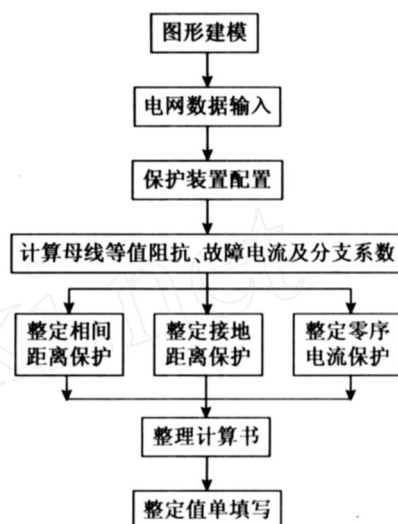 图形建模
电网数据输入
保护装置配置
计算母线等值阻抗、故障电流及分支系数
整定相间
距离保护
整定接地
距离保护
整定零序
电流保护
整理计算书
整定值单填写